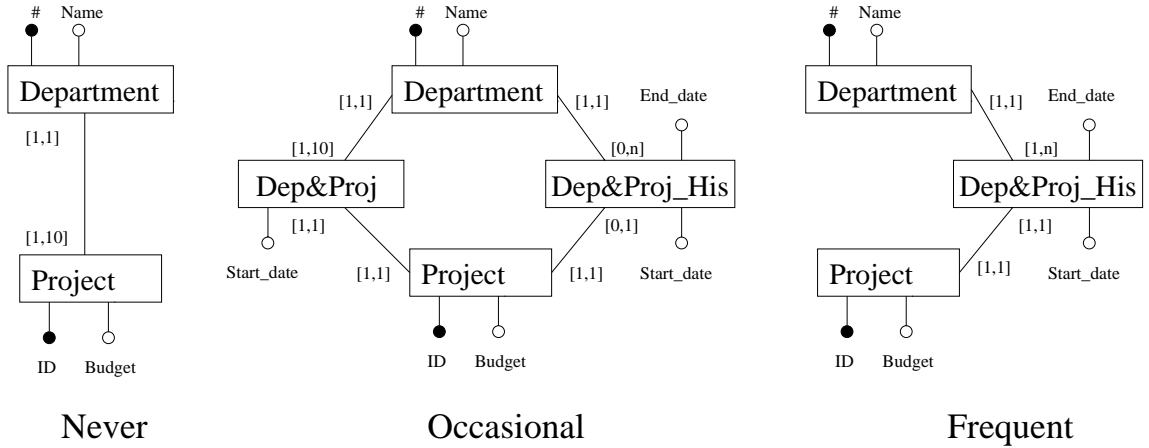 # Name
Department
[1,1]
[1,10]
Project
ID Budget
Never
# Name
Department
[1,1] [1,1] End_date
[1,10] [0,n]
Dep&Proj Dep&Proj_His
[1,1] [0,1]
Start_date [1,1] Project [1,1] Start_date
ID Budget
Occasional
# Name
Department
[1,1] End_date
[1,n]
Dep&Proj_His
[1,1]
Project [1,1] Start_date
ID Budget
Frequent